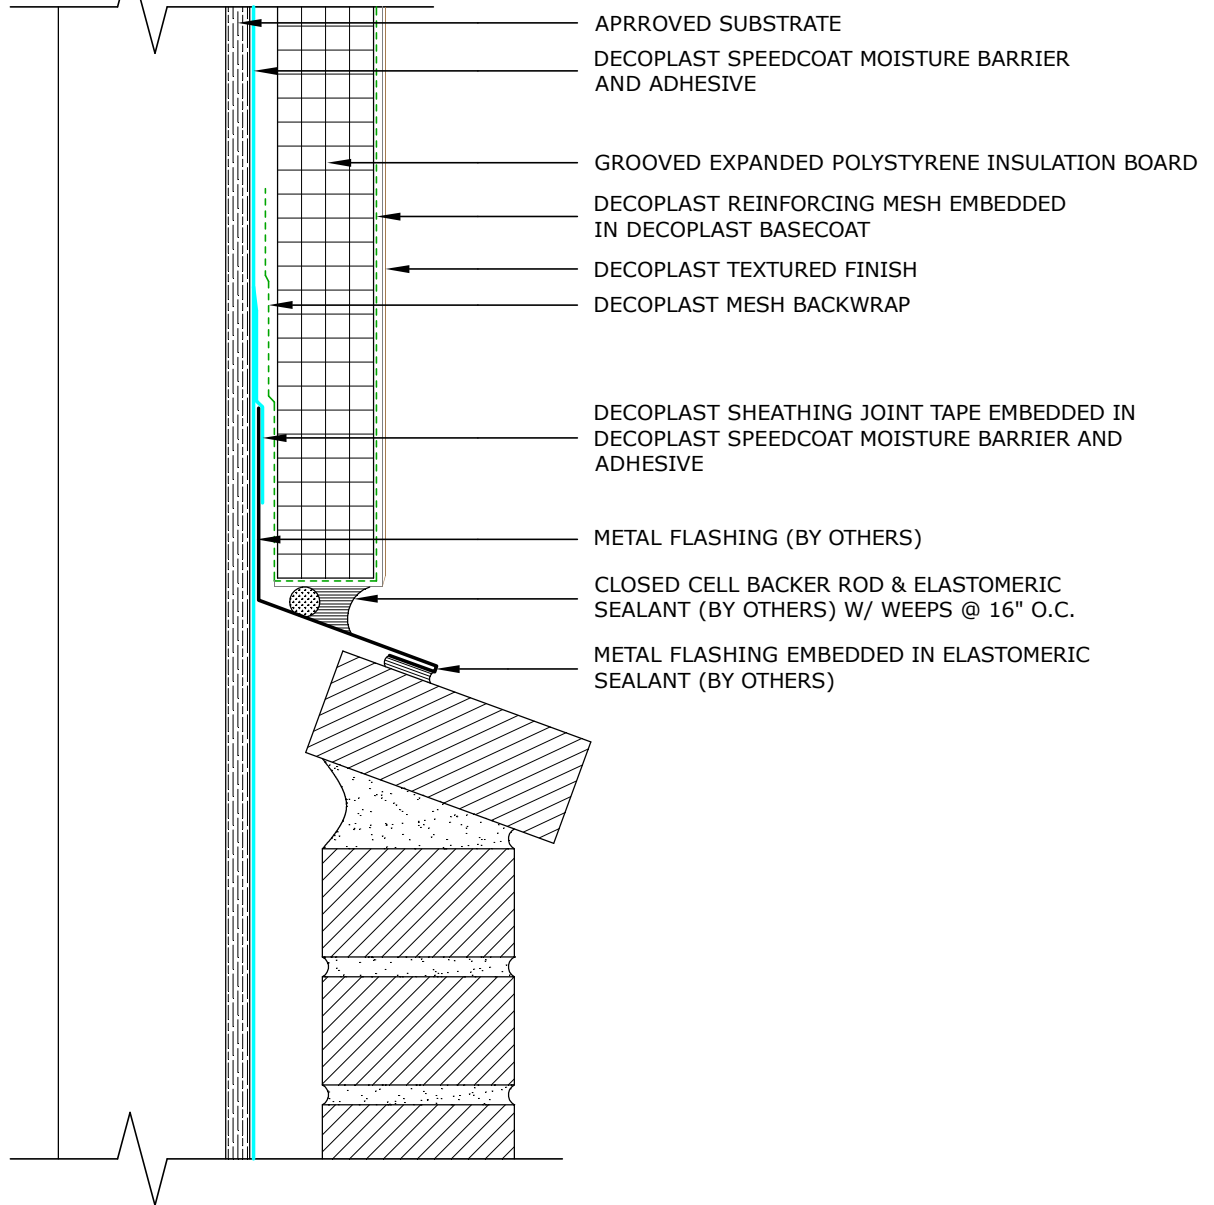 APRROVED SUBSTRATE
DECOPLAST SPEEDCOAT MOISTURE BARRIER
AND ADHESIVE
GROOVED EXPANDED POLYSTYRENE INSULATION BOARD
DECOPLAST REINFORCING MESH EMBEDDED
IN DECOPLAST BASECOAT
DECOPLAST TEXTURED FINISH
DECOPLAST MESH BACKWRAP
DECOPLAST SHEATHING JOINT TAPE EMBEDDED IN
DECOPLAST SPEEDCOAT MOISTURE BARRIER AND
ADHESIVE
METAL FLASHING (BY OTHERS)
CLOSED CELL BACKER ROD & ELASTOMERIC
SEALANT (BY OTHERS) W/ WEEPS @ 16" O.C.
METAL FLASHING EMBEDDED IN ELASTOMERIC
SEALANT (BY OTHERS)